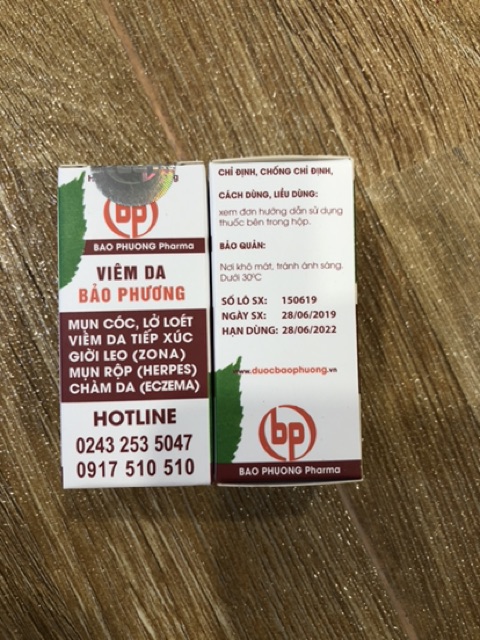 bp
BAO PHUONG Pharma
VIÊM DA
BẢO PHƯƠNG
MỤN CÓC, LỞ LOÉT
VIÊM DA TIẾP XÚC
GIỜI LEO (ZONA)
MỤN RỘP (HERPES)
CHÀM DA (ECZEMA)
HOTLINE
0243 253 5047
0917 510 510
CHỈ ĐỊNH, CHỐNG CHỈ ĐỊNH,
CÁCH DÙNG, LIỀU DÙNG:
xem đơn hướng dẫn sử dụng
thuốc bên trong hộp.
BẢO QUẢN:
Nơi khô mát, tránh ánh sáng.
Dưới 30°C
SỐ LÔ SX: 150619
NGÀY SX: 28/06/2019
HẠN DÙNG: 28/06/2022
www.duocbaophuong.vn
bp
BAO PHUONG Pharma